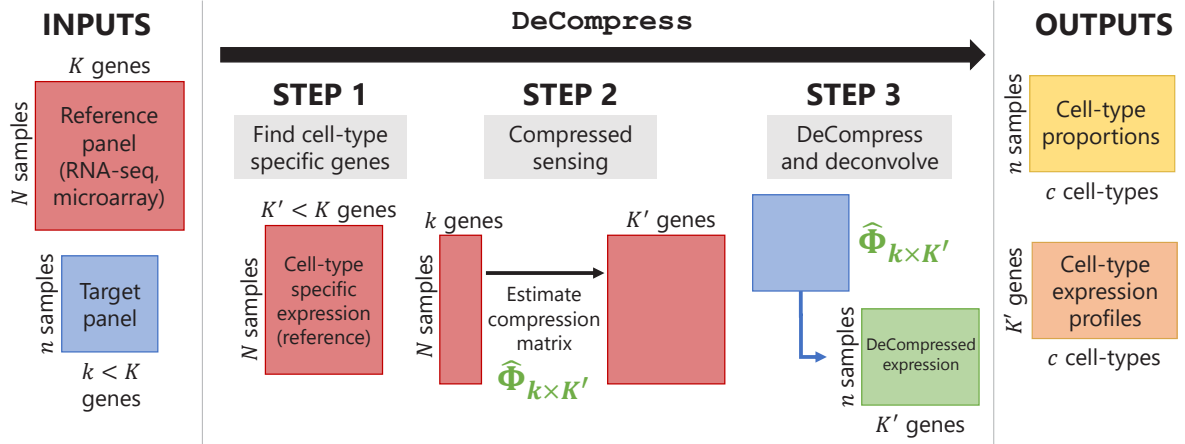 INPUTS
K genes
N samples
Reference
panel
(RNA-seq,
microarray)
n samples
Target
panel
k < K
genes
DeCompress
STEP 1
Find cell-type
specific genes
K′ < K genes
N samples
Cell-type
specific
expression
(reference)
STEP 2
Compressed
sensing
k genes
N samples
Estimate
compression
matrix
Φ̂k×K′
K′ genes
STEP 3
DeCompress
and deconvolve
Φ̂k×K′
n samples
DeCompressed
expression
K′ genes
OUTPUTS
n samples
Cell-type
proportions
c cell-types
K′ genes
Cell-type
expression
profiles
c cell-types